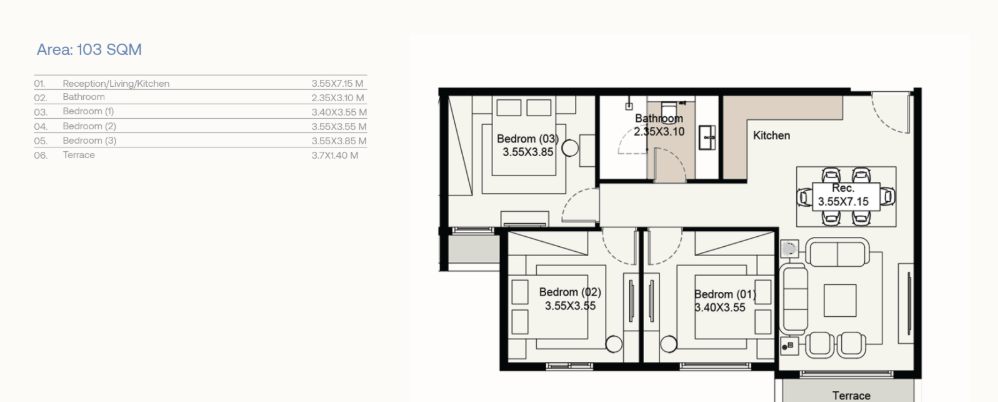 Area: 103 SQM
01. Reception/Living/Kitchen 3.55X7.15 M
02. Bathroom 2.35X3.10 M
03. Bedroom (1) 3.40X3.55 M
04. Bedroom (2) 3.55X3.55 M
05. Bedroom (3) 3.55X3.85 M
06. Terrace 3.7X1.40 M
Bedrom (03)
3.55X3.85
Bathroom
2.35X3.10
Kitchen
Rec.
3.55X7.15
Bedrom (02)
3.55X3.55
Bedrom (01)
3.40X3.55
Terrace